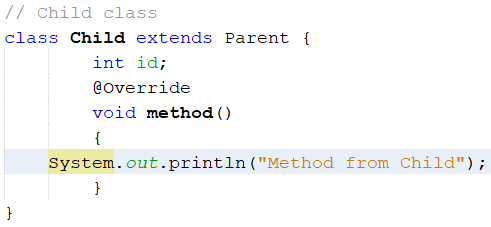 // Child class
class Child extends Parent {
int id;
@Override
void method()
{
System.out.println("Method from Child");
}
}